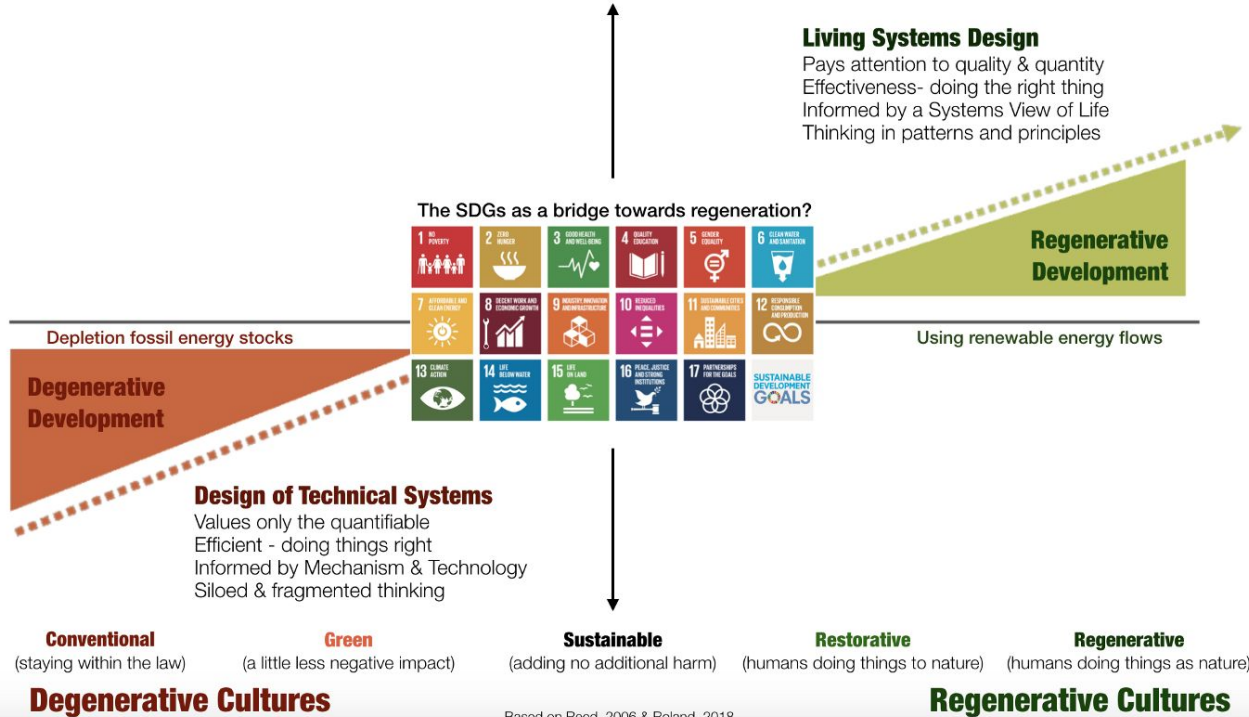 Living Systems Design
Pays attention to quality & quantity
Effectiveness- doing the right thing
Informed by a Systems View of Life
Thinking in patterns and principles
The SDGs as a bridge towards regeneration?
1 NO
POVERTY
2 ZERO
HUNGER
3 GOOD HEALTH
AND WELL-BEING
4 QUALITY
EDUCATION
5 GENDER
EQUALITY
6 CLEAN WATER
AND SANITATION
Regenerative
Development
7 AFFORDABLE AND
CLEAN ENERGY
8 DECENT WORK AND
ECONOMIC GROWTH
9 INDUSTRY, INNOVATION
AND INFRASTRUCTURE
10 REDUCED
INEQUALITIES
11 SUSTAINABLE CITIES
AND COMMUNITIES
12 RESPONSIBLE
CONSUMPTION
AND PRODUCTION
Depletion fossil energy stocks
Using renewable energy flows
Degenerative
Development
13 CLIMATE
ACTION
14 LIFE
BELOW WATER
15 LIFE
ON LAND
16 PEACE, JUSTICE
AND STRONG
INSTITUTIONS
17 PARTNERSHIPS
FOR THE GOALS
SUSTAINABLE
DEVELOPMENT
GOALS
Design of Technical Systems
Values only the quantifiable
Efficient - doing things right
Informed by Mechanism & Technology
Siloed & fragmented thinking
Conventional
(staying within the law)
Green
(a little less negative impact)
Sustainable
(adding no additional harm)
Restorative
(humans doing things to nature)
Regenerative
(humans doing things as nature)
Degenerative Cultures
Based on Reed, 2006 & Roland, 2018
Regenerative Cultures